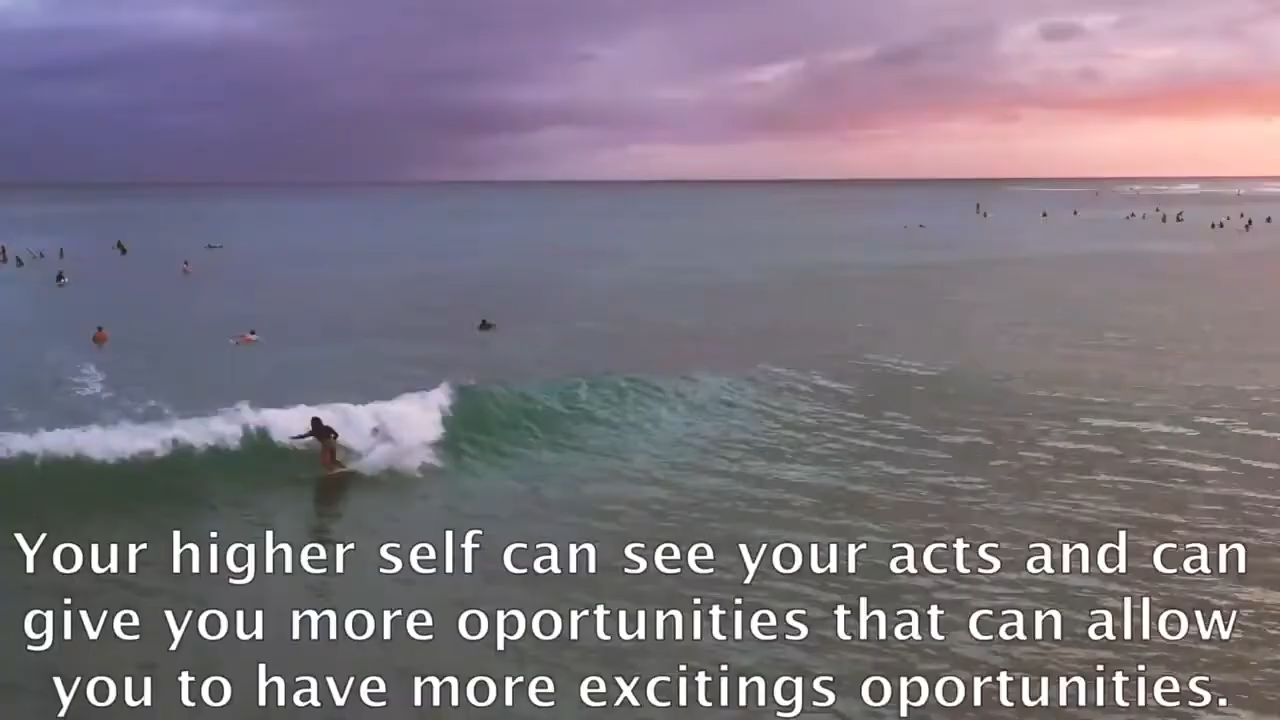 Your higher self can see your acts and can
give you more oportunities that can allow
you to have more excitings oportunities.